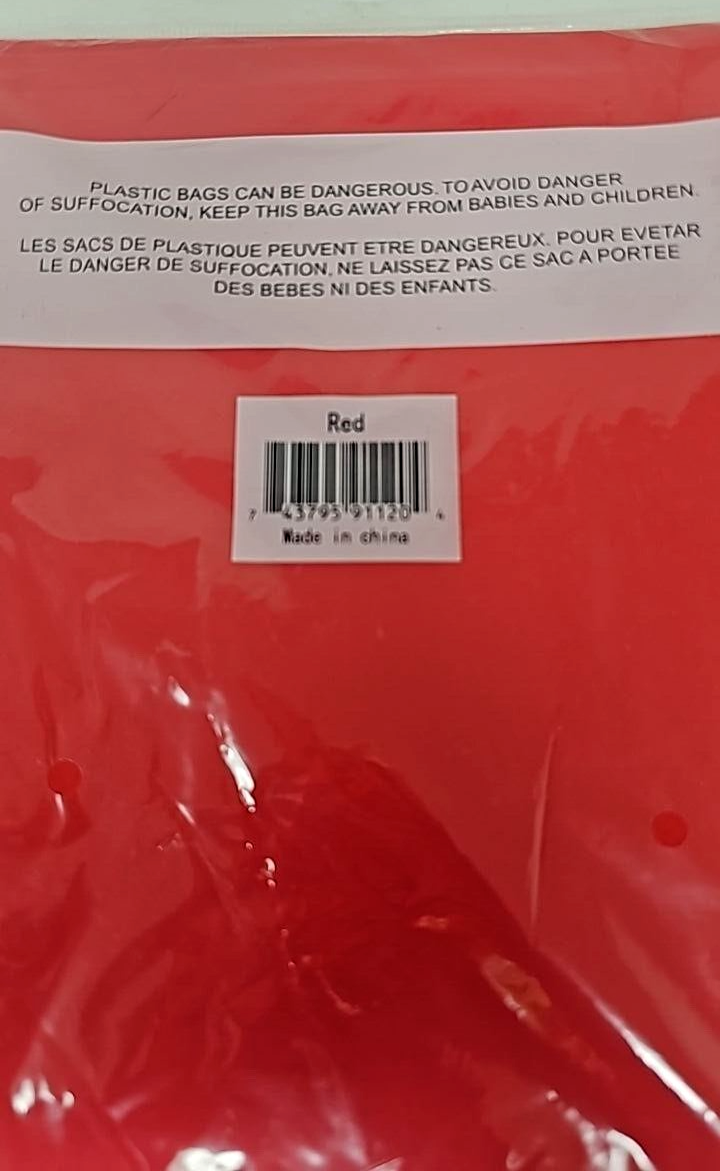 PLASTIC BAGS CAN BE DANGEROUS. TO AVOID DANGER
OF SUFFOCATION, KEEP THIS BAG AWAY FROM BABIES AND CHILDREN.
LES SACS DE PLASTIQUE PEUVENT ETRE DANGEREUX. POUR EVETAR
LE DANGER DE SUFFOCATION, NE LAISSEZ PAS CE SAC A PORTEE
DES BEBES NI DES ENFANTS.
Red
7 43795 91120 4
Made in china